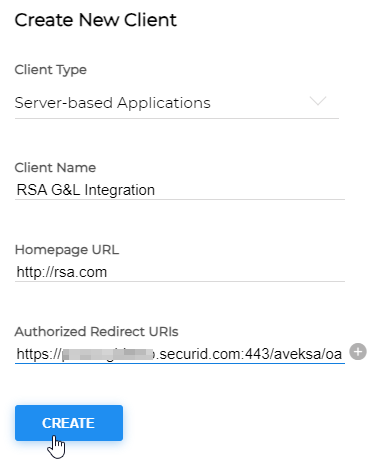 Create New Client
Client Type
Server-based Applications
Client Name
RSA G&L Integration
Homepage URL
http://rsa.com
Authorized Redirect URIs
https://p .securid.com:443/aveksa/oa
CREATE